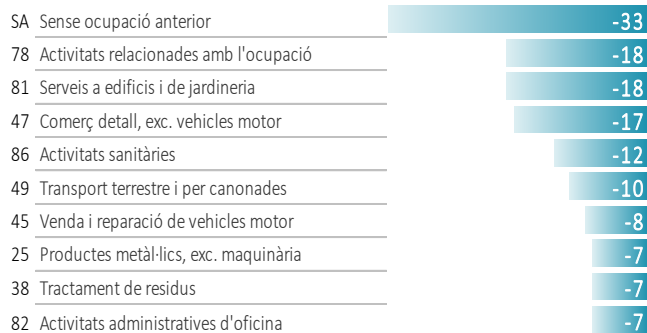 SA Sense ocupació anterior -33
78 Activitats relacionades amb l'ocupació -18
81 Serveis a edificis i de jardineria -18
47 Comerç detall, exc. vehicles motor -17
86 Activitats sanitàries -12
49 Transport terrestre i per canonades -10
45 Venda i reparació de vehicles motor -8
25 Productes metàl·lics, exc. maquinària -7
38 Tractament de residus -7
82 Activitats administratives d'oficina -7